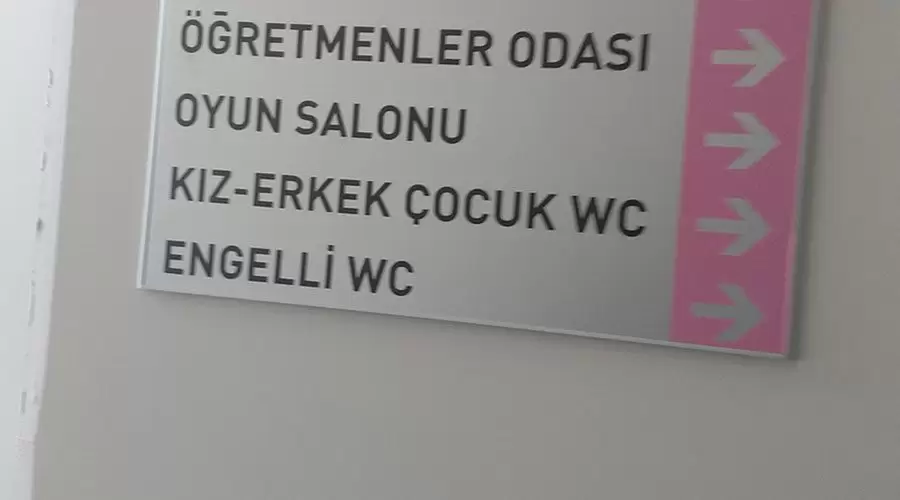 ÖĞRETMENLER ODASI
OYUN SALONU
KIZ-ERKEK ÇOCUK WC
ENGELLİ WC